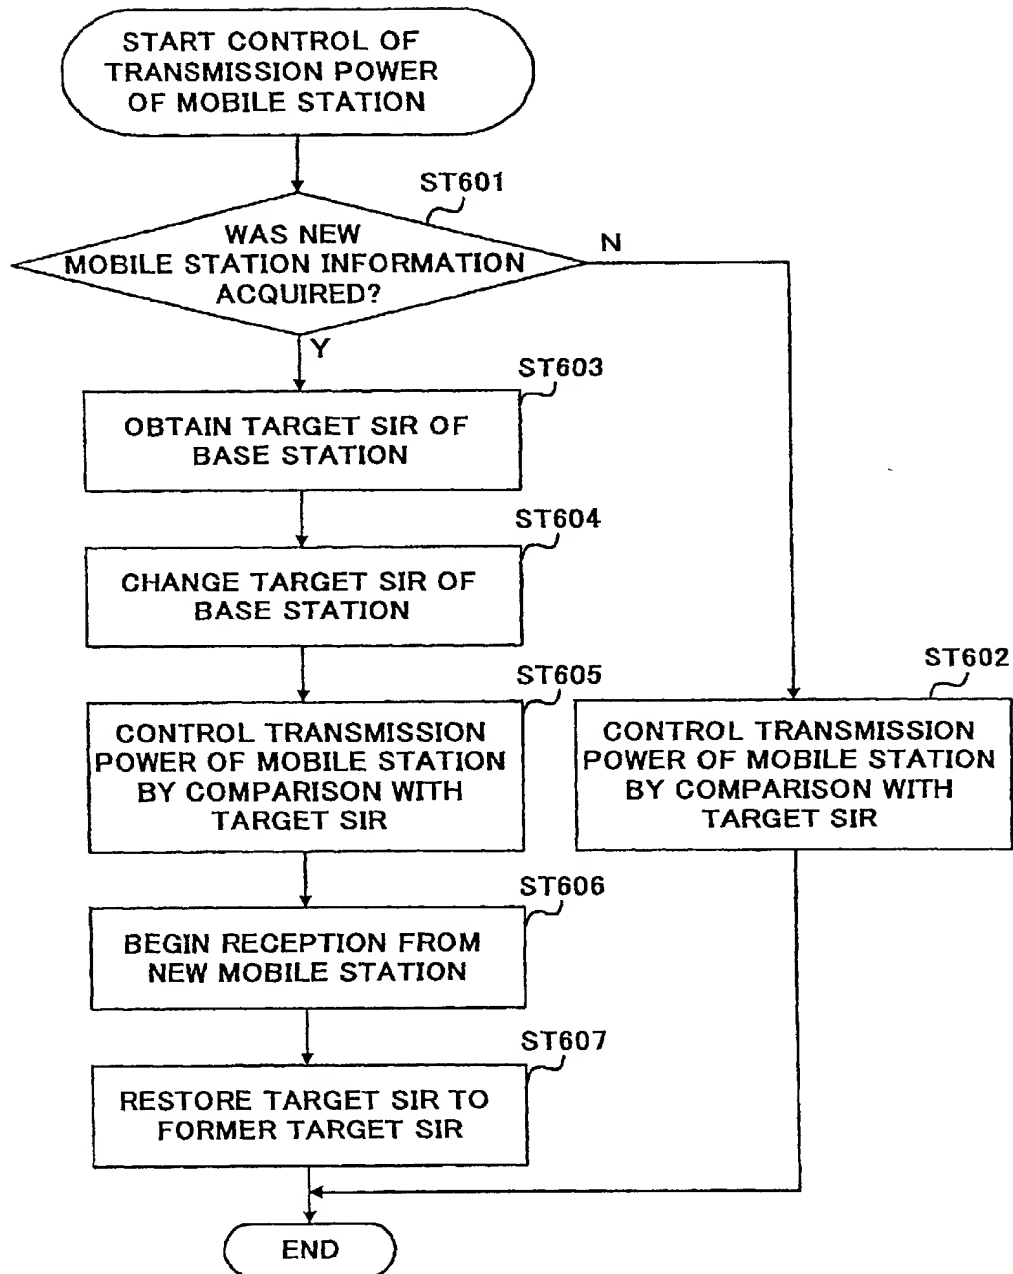 START CONTROL OF
TRANSMISSION POWER
OF MOBILE STATION
ST601
WAS NEW
MOBILE STATION INFORMATION
ACQUIRED?
N
Y
ST603
OBTAIN TARGET SIR OF
BASE STATION
ST604
CHANGE TARGET SIR OF
BASE STATION
ST605
CONTROL TRANSMISSION
POWER OF MOBILE STATION
BY COMPARISON WITH
TARGET SIR
ST602
CONTROL TRANSMISSION
POWER OF MOBILE STATION
BY COMPARISON WITH
TARGET SIR
ST606
BEGIN RECEPTION FROM
NEW MOBILE STATION
ST607
RESTORE TARGET SIR TO
FORMER TARGET SIR
END